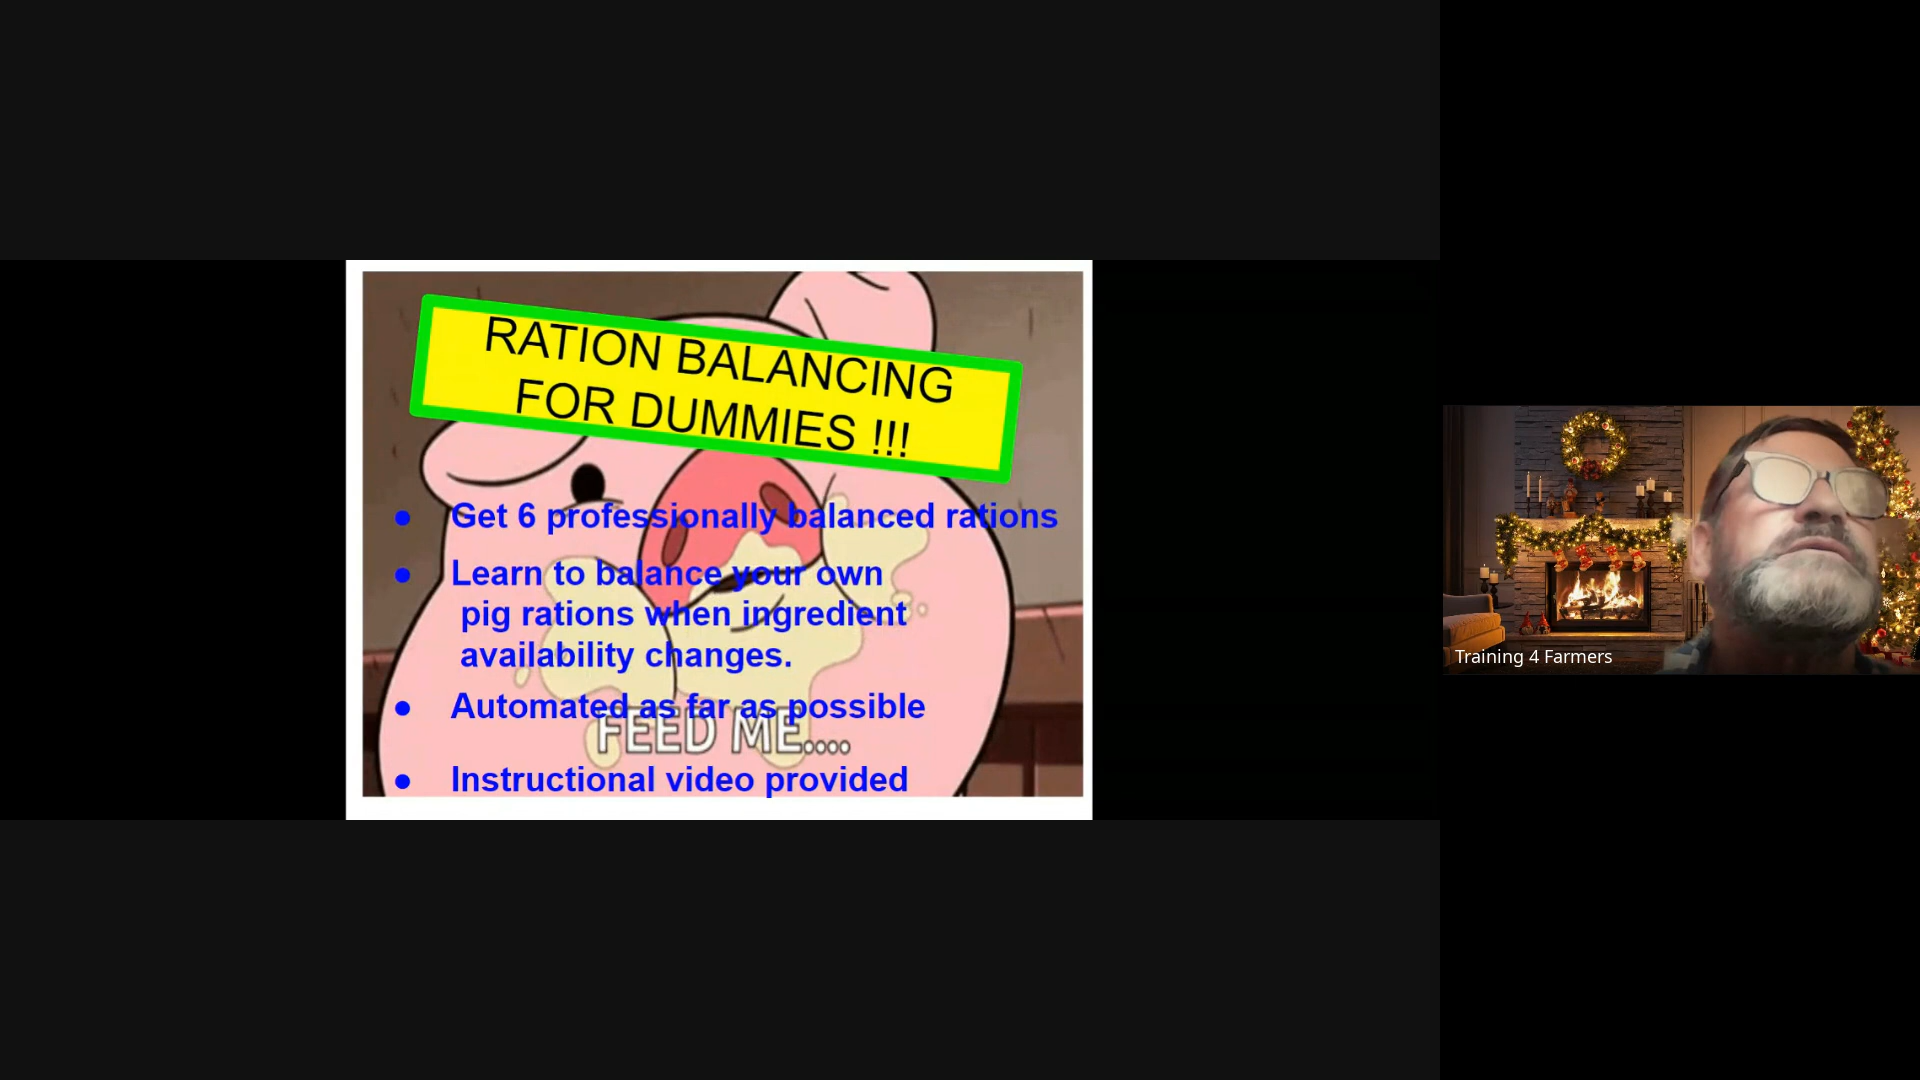 RATION BALANCING
FOR DUMMIES !!!
● Get 6 professionally balanced rations
● Learn to balance your own
pig rations when ingredient
availability changes.
● Automated as far as possible
FEED ME....
● Instructional video provided
Training 4 Farmers